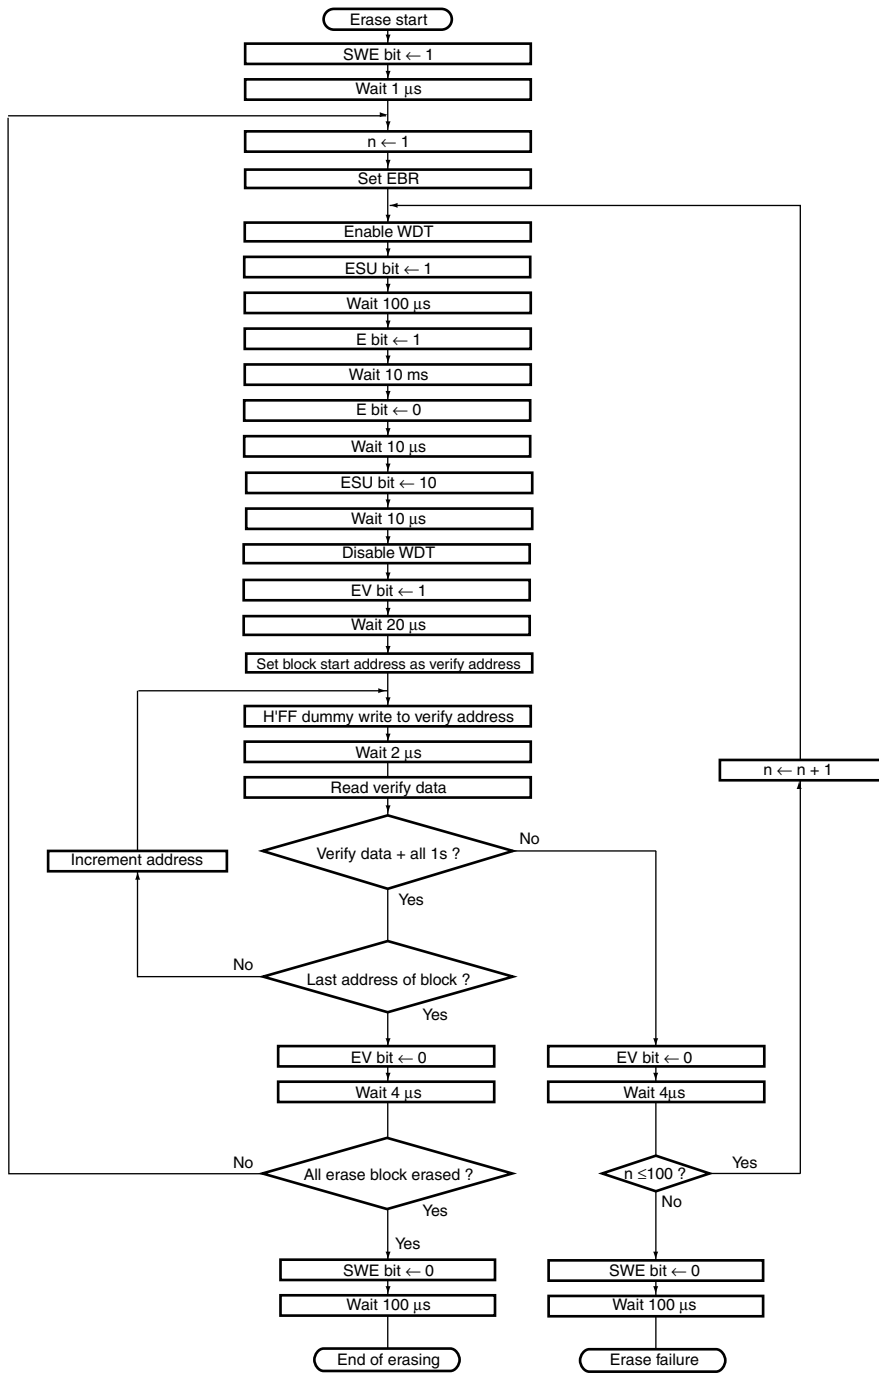 Erase start
SWE bit ← 1
Wait 1 μs
n ← 1
Set EBR
Enable WDT
ESU bit ← 1
Wait 100 μs
E bit ← 1
Wait 10 ms
E bit ← 0
Wait 10 μs
ESU bit ← 10
Wait 10 μs
Disable WDT
EV bit ← 1
Wait 20 μs
Set block start address as verify address
H'FF dummy write to verify address
Wait 2 μs
n ← n + 1
Read verify data
No
Verify data + all 1s ?
Increment address
Yes
No
Last address of block ?
Yes
EV bit ← 0
EV bit ← 0
Wait 4 μs
Wait 4μs
No
All erase block erased ?
n ≤100 ?
Yes
Yes
No
Yes
SWE bit ← 0
SWE bit ← 0
Wait 100 μs
Wait 100 μs
End of erasing
Erase failure